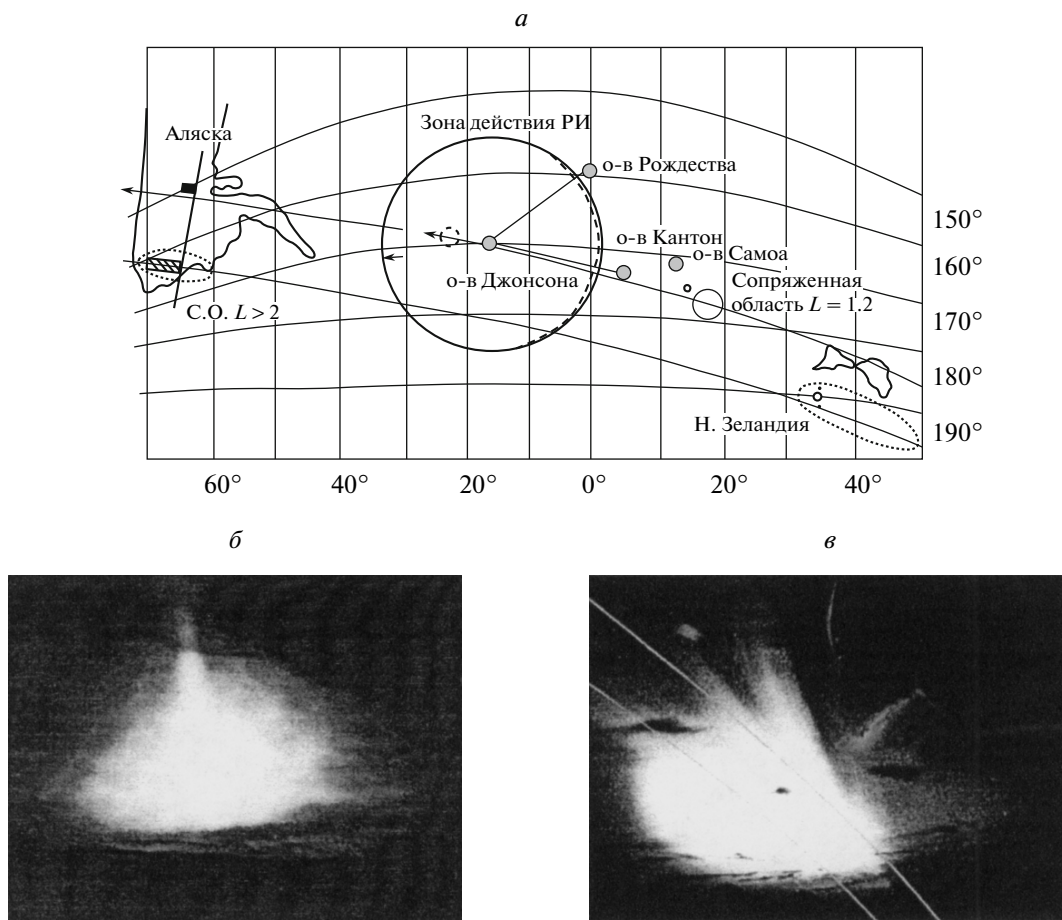 а
Аляска
Зона действия РИ
о-в Рождества
150°
о-в Кантон
160°
о-в Самоа
о-в Джонсона
Сопряженная
область L = 1.2
С.О. L > 2
170°
180°
Н. Зеландия
190°
60°
40°
20°
0°
20°
40°
б
в